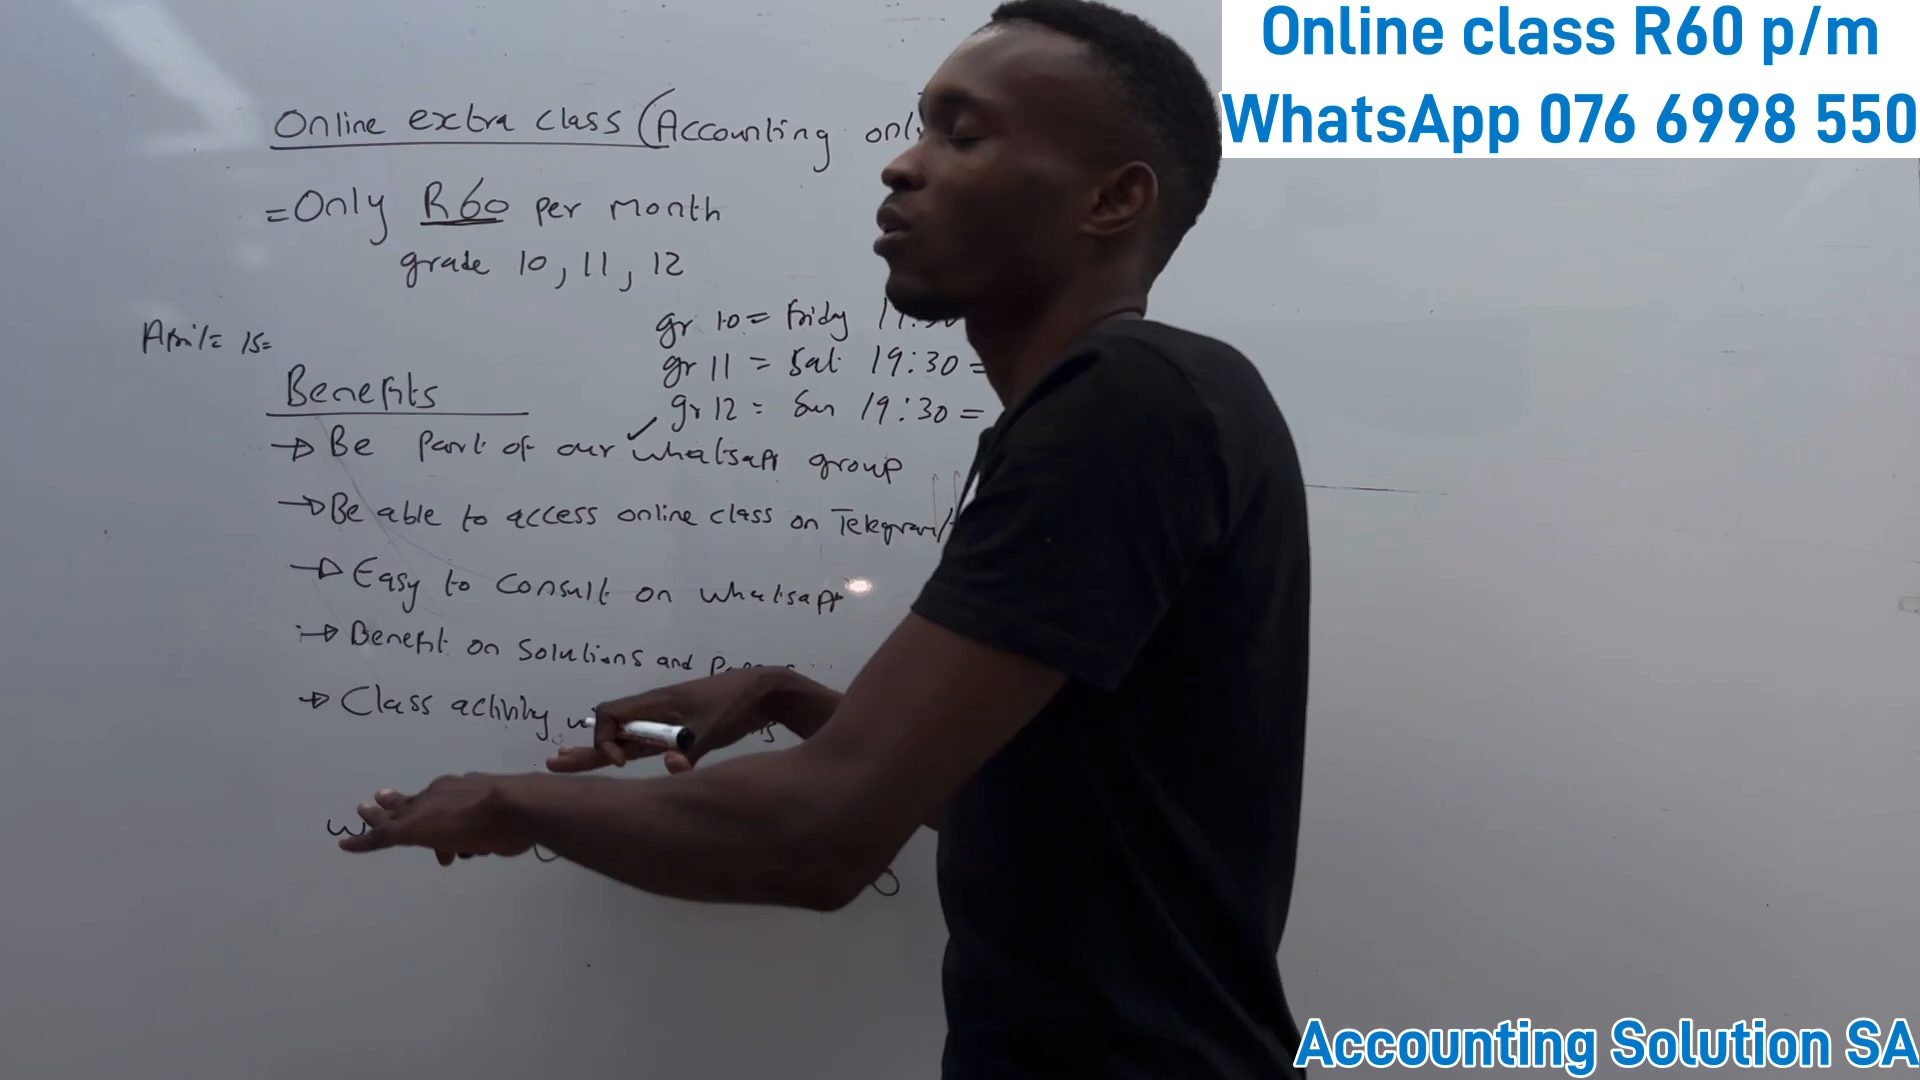 Online class R60 p/m
WhatsApp 076 6998 550
Online extra class (Accounting only
=Only R60 per month
grade 10, 11, 12
gr 10 = Friday
gr 11 = Sat 19:30 =
gr 12 = Sun 19:30 =
April = 15=
Benefits
→ Be part of our whatsapp group
→ Be able to access online class on Telegram/
→ Easy to consult on whatsapp
→ Benefit on solutions and
→ Class activity
Accounting Solution SA